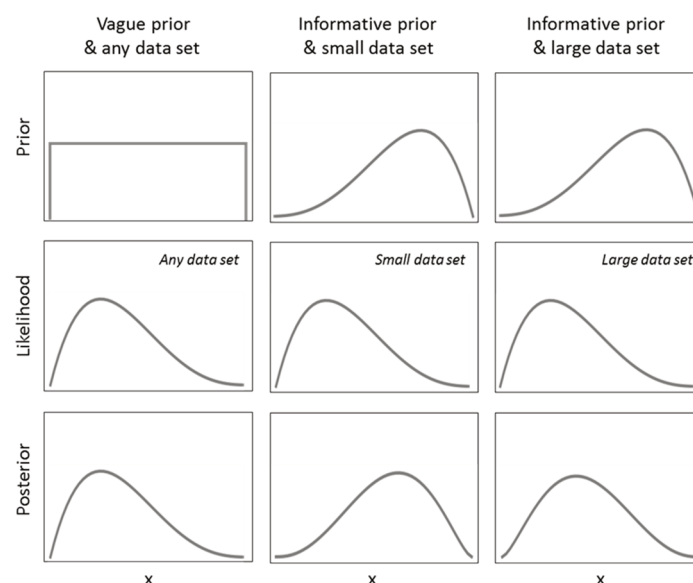 Vague prior
& any data set
Informative prior
& small data set
Informative prior
& large data set
Prior
Likelihood
Any data set
Small data set
Large data set
Posterior
x
x
x